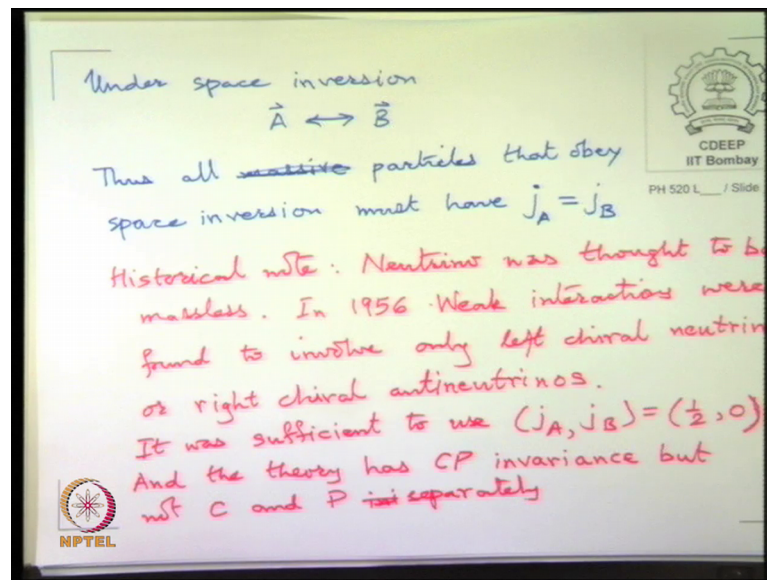 Under space inversion
A⃗ ↔ B⃗
Thus all massive particles that obey
space inversion must have j_A = j_B
Historical note : Neutrino was thought to be
massless. In 1956 Weak interactions were
found to involve only left chiral neutrin
or right chiral antineutrinos.
It was sufficient to use (j_A, j_B) = (½, 0)
And the theory has CP invariance but
not C and P separately
CDEEP
IIT Bombay
PH 520 L___ / Slide
NPTEL